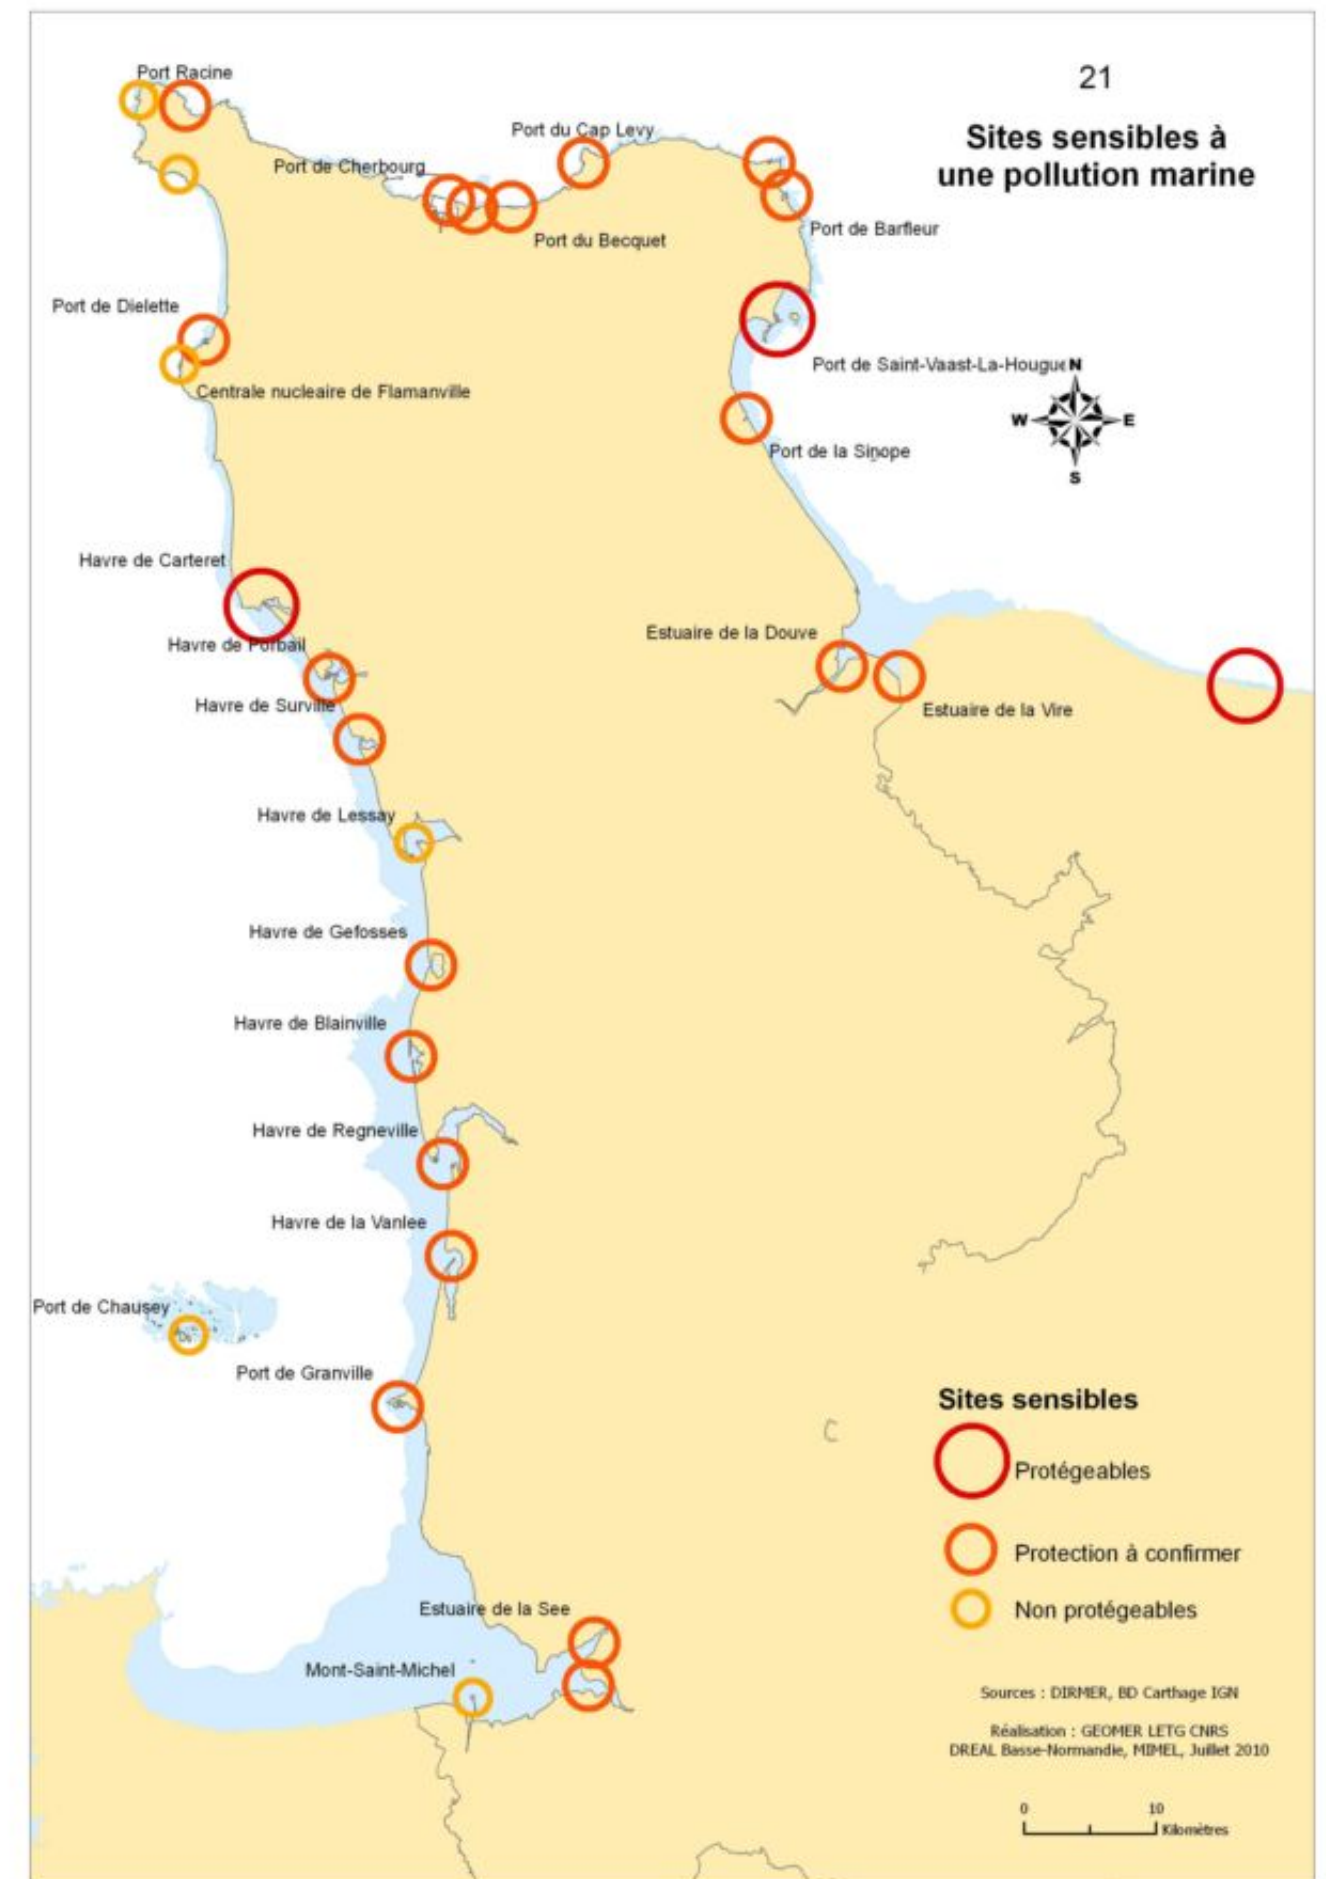 21
Sites sensibles à
une pollution marine
Port Racine
Port du Cap Levy
Port de Cherbourg
Port du Becquet
Port de Barfleur
Port de Dielette
Port de Saint-Vaast-La-Hougue
N
W
E
S
Centrale nucleaire de Flamanville
Port de la Sinope
Havre de Carteret
Estuaire de la Douve
Havre de Porbail
Havre de Surville
Estuaire de la Vire
Havre de Lessay
Havre de Gefosses
Havre de Blainville
Havre de Regneville
Havre de la Vanlee
Port de Chausey
Port de Granville
Sites sensibles
Protégeables
Protection à confirmer
Non protégeables
Estuaire de la See
Mont-Saint-Michel
Sources : DIRMER, BD Carthage IGN
Réalisation : GEOMER LETG CNRS
DREAL Basse-Normandie, MIMEL, Juillet 2010
0 10
Kilomètres